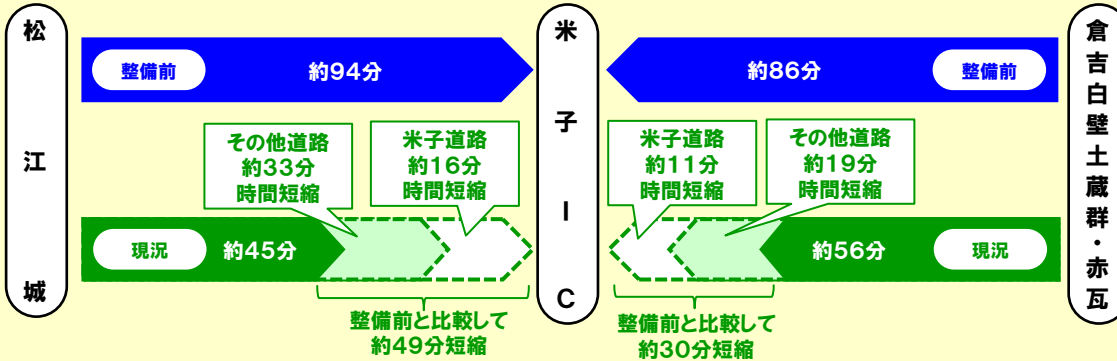 松江城
整備前
約94分
米子IC
約86分
整備前
倉吉白壁土蔵群・赤瓦
その他道路
約33分
時間短縮
米子道路
約16分
時間短縮
米子道路
約11分
時間短縮
その他道路
約19分
時間短縮
現況
約45分
約56分
現況
整備前と比較して
約49分短縮
整備前と比較して
約30分短縮